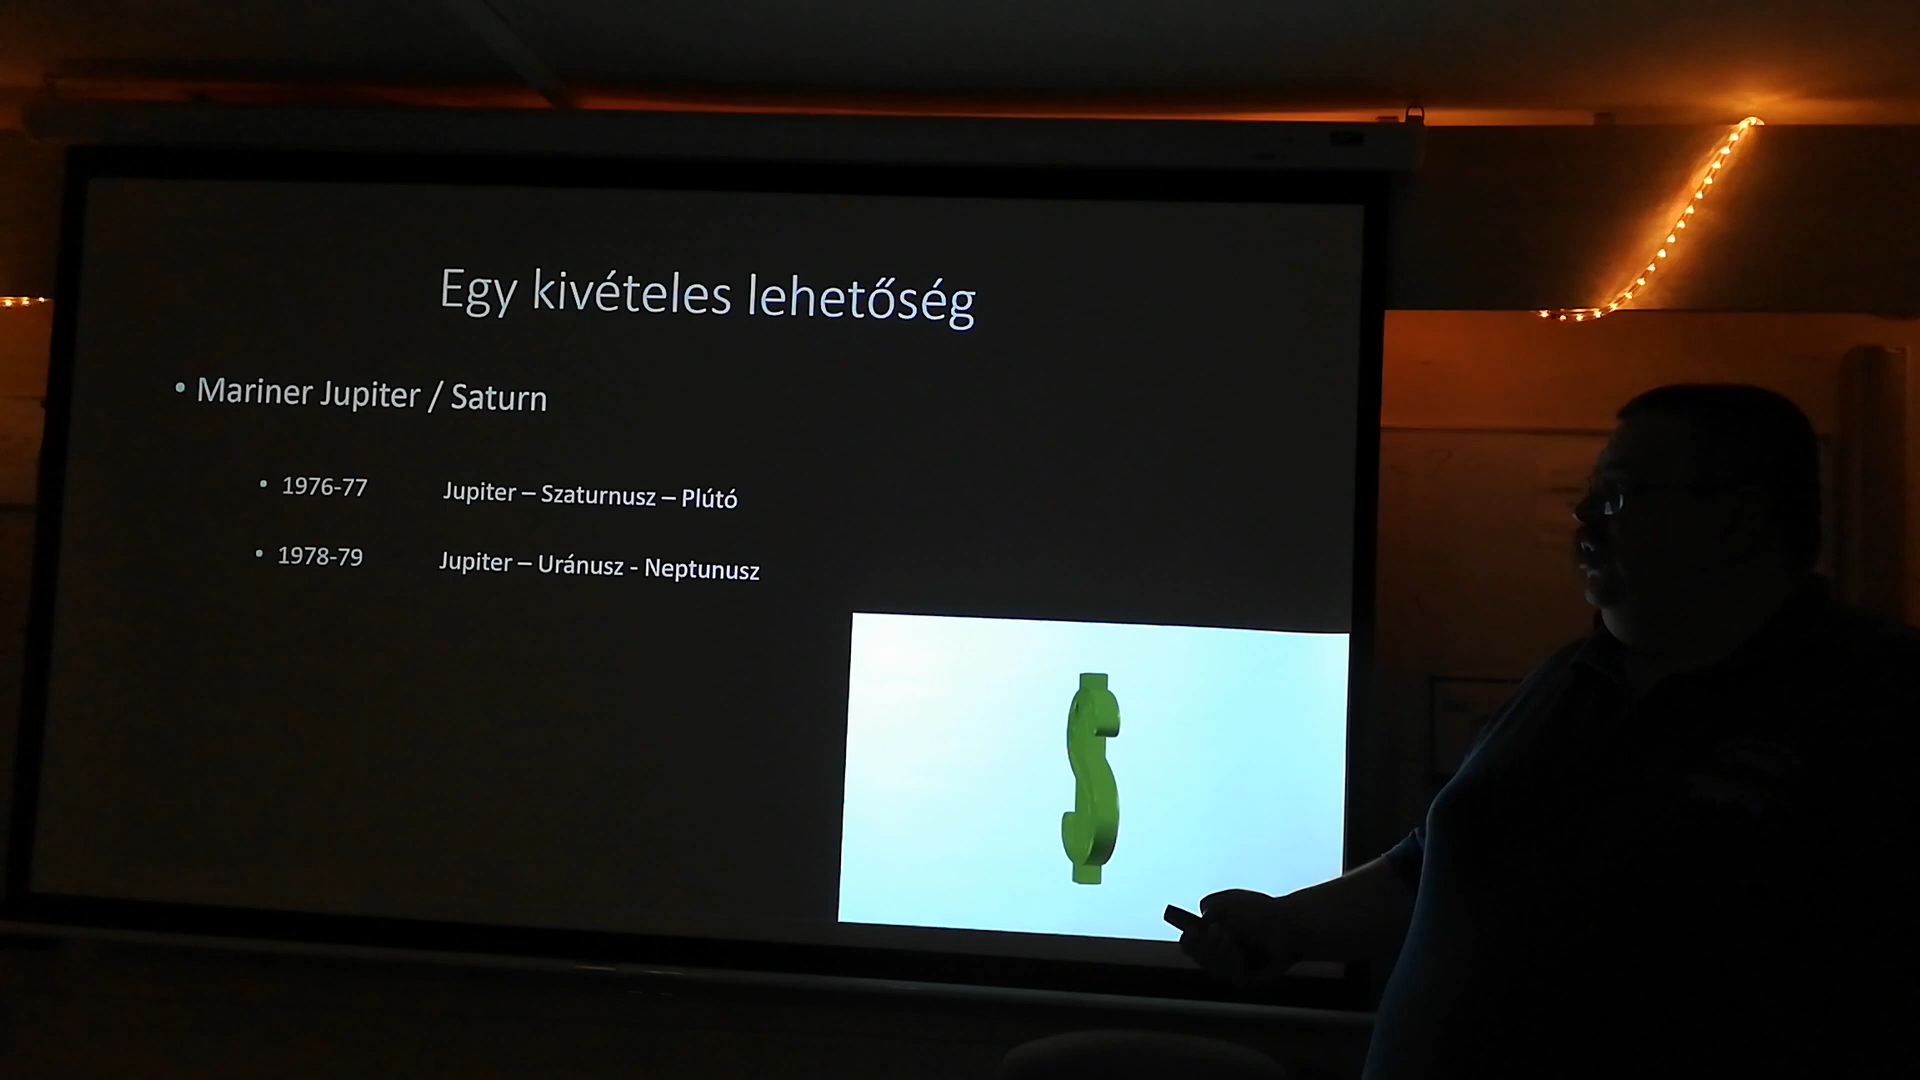 Egy kivételes lehetőség
• Mariner Jupiter / Saturn
• 1976-77 Jupiter – Szaturnusz – Plútó
• 1978-79 Jupiter – Uránusz - Neptunusz
$